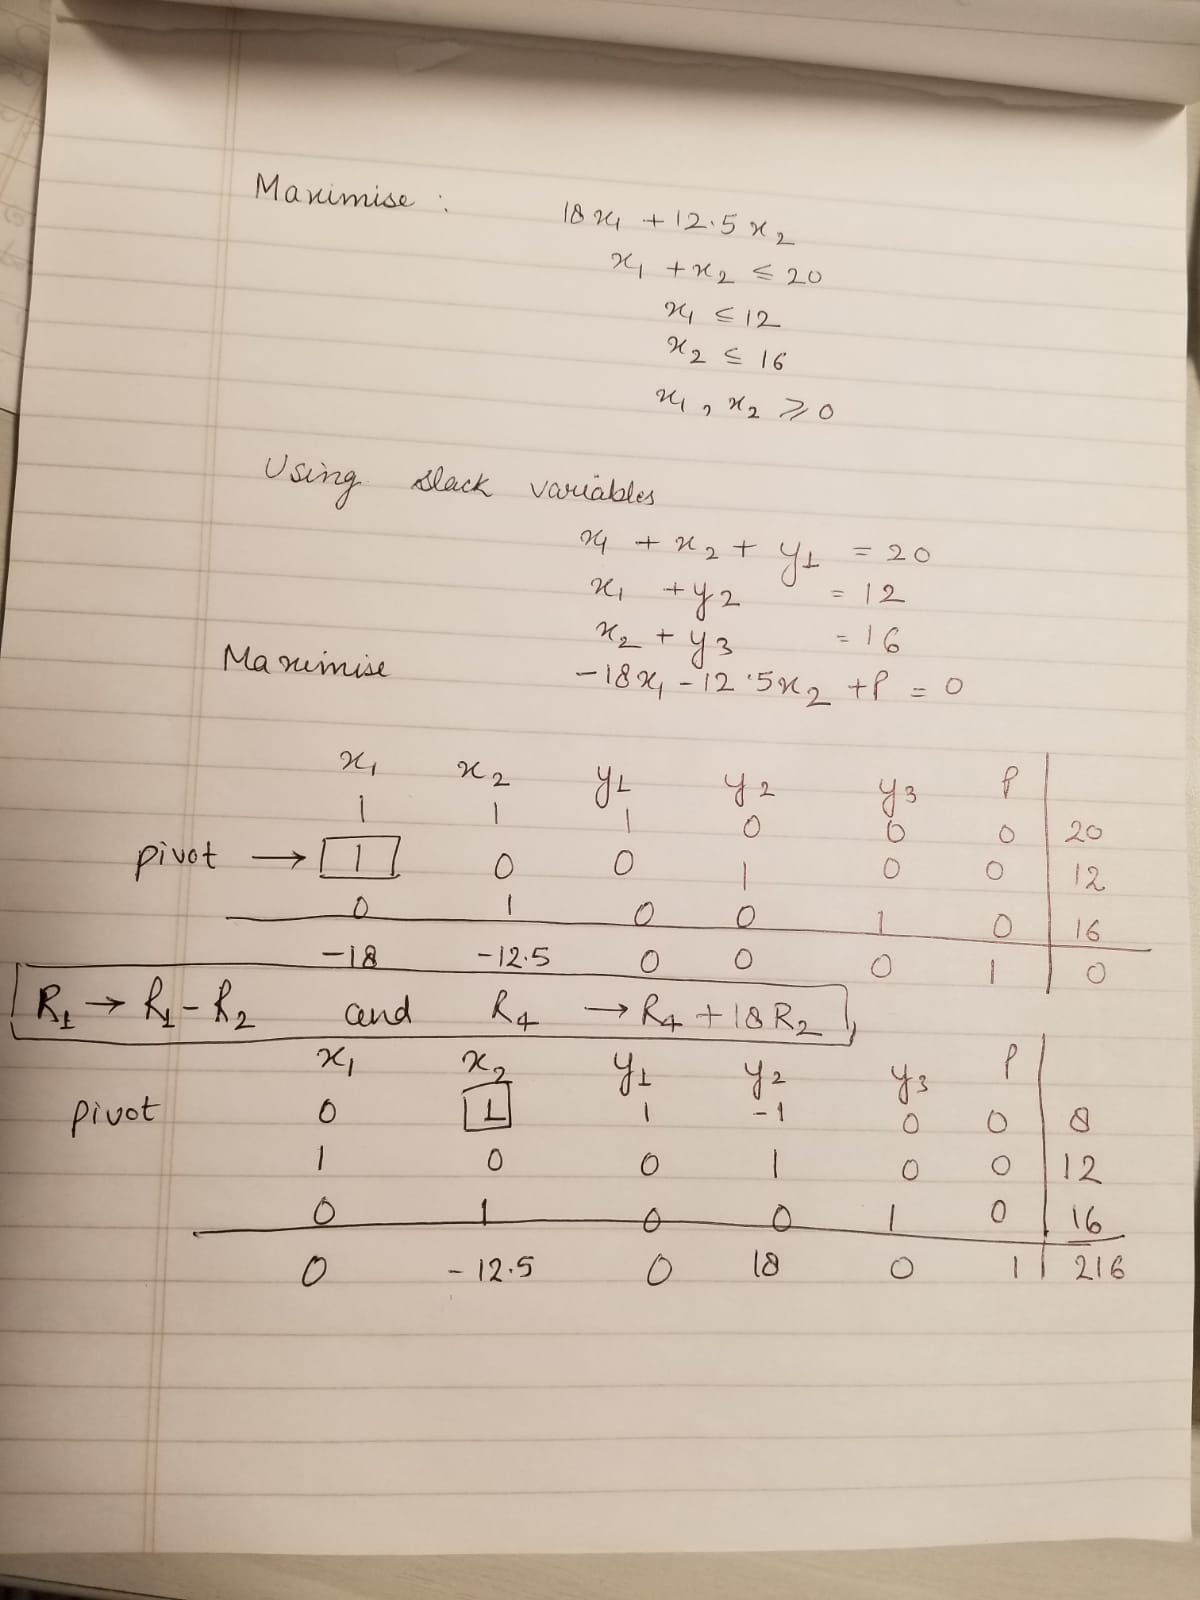 Maximise : 18x₁ + 12.5x₂
x₁ + x₂ ≤ 20
x₁ ≤ 12
x₂ ≤ 16
x₁, x₂ ≥ 0
Using slack variables
x₁ + x₂ + y₁ = 20
x₁ + y₂ = 12
x₂ + y₃ = 16
Maximise -18x₁ - 12.5x₂ + P = 0
x₁ x₂ y₁ y₂ y₃ P
1 1 1 0 0 0 20
pivot → 1 0 0 1 0 0 12
0 1 0 0 1 0 16
-18 -12.5 0 0 0 1 0
R₁ → R₁ - R₂ and R₄ → R₄ + 18R₂,
x₁ x₂ y₁ y₂ y₃ P
pivot 0 1 1 -1 0 0 8
1 0 0 1 0 0 12
0 1 0 0 1 0 16
0 -12.5 0 18 0 1 216